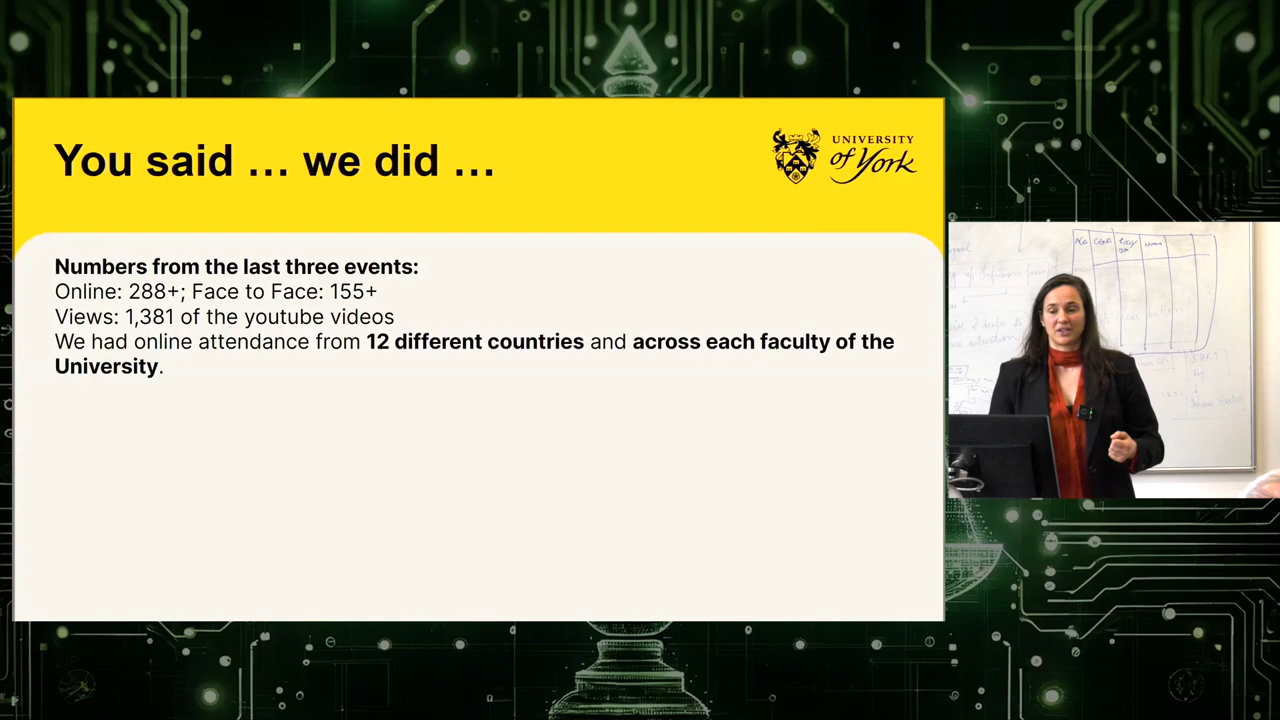 You said … we did …
UNIVERSITY
of York
Numbers from the last three events:
Online: 288+; Face to Face: 155+
Views: 1,381 of the youtube videos
We had online attendance from 12 different countries and across each faculty of the
University.
No